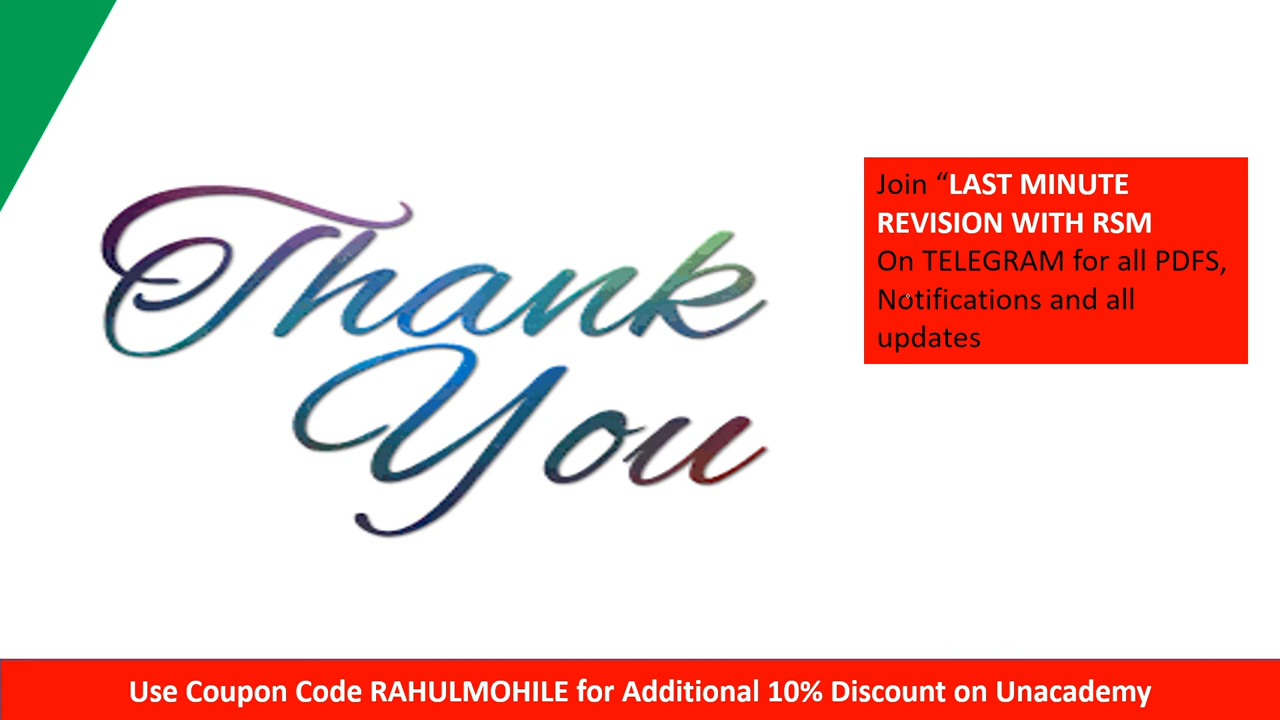 Thank
You
Join “LAST MINUTE
REVISION WITH RSM
On TELEGRAM for all PDFS,
Notifications and all
updates
Use Coupon Code RAHULMOHILE for Additional 10% Discount on Unacademy